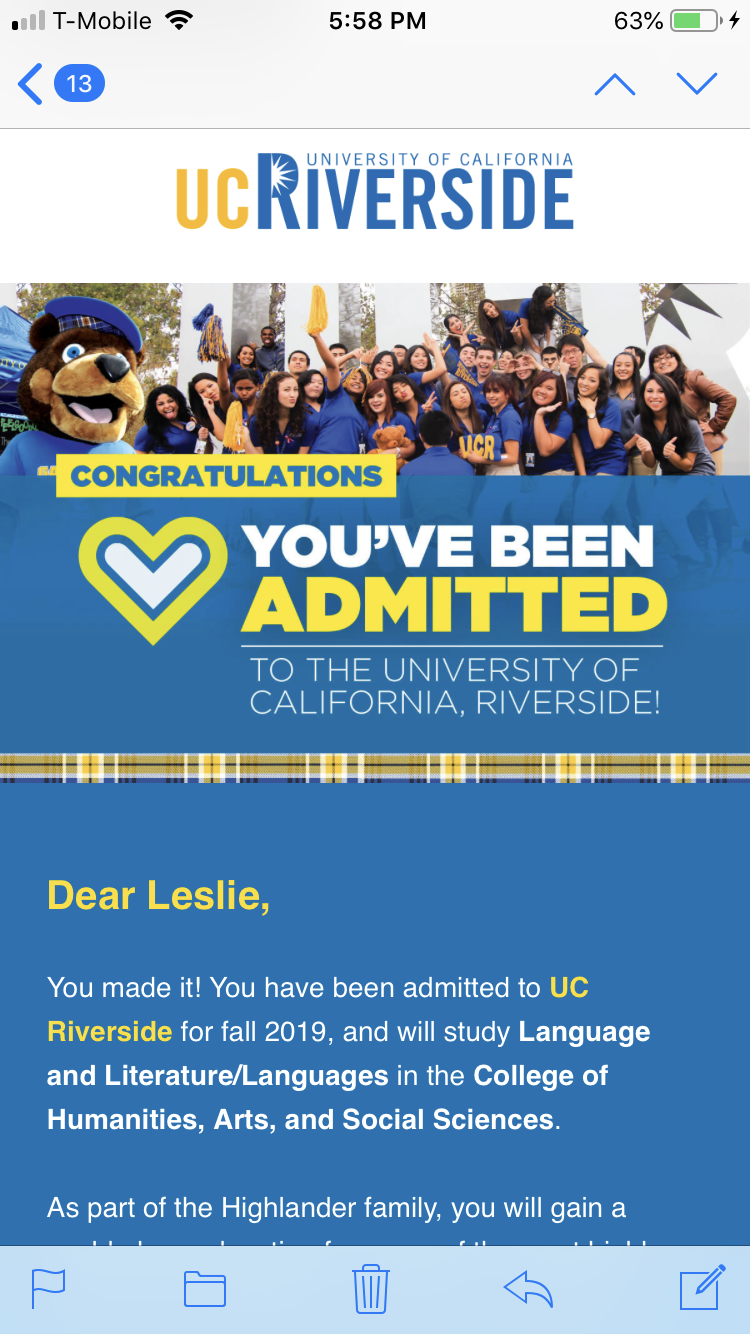 T-Mobile 5:58 PM 63%
13
UNIVERSITY OF CALIFORNIA
UCRIVERSIDE
UCR
CONGRATULATIONS
YOU'VE BEEN
ADMITTED
TO THE UNIVERSITY OF
CALIFORNIA, RIVERSIDE!
Dear Leslie,
You made it! You have been admitted to UC
Riverside for fall 2019, and will study Language
and Literature/Languages in the College of
Humanities, Arts, and Social Sciences.
As part of the Highlander family, you will gain a